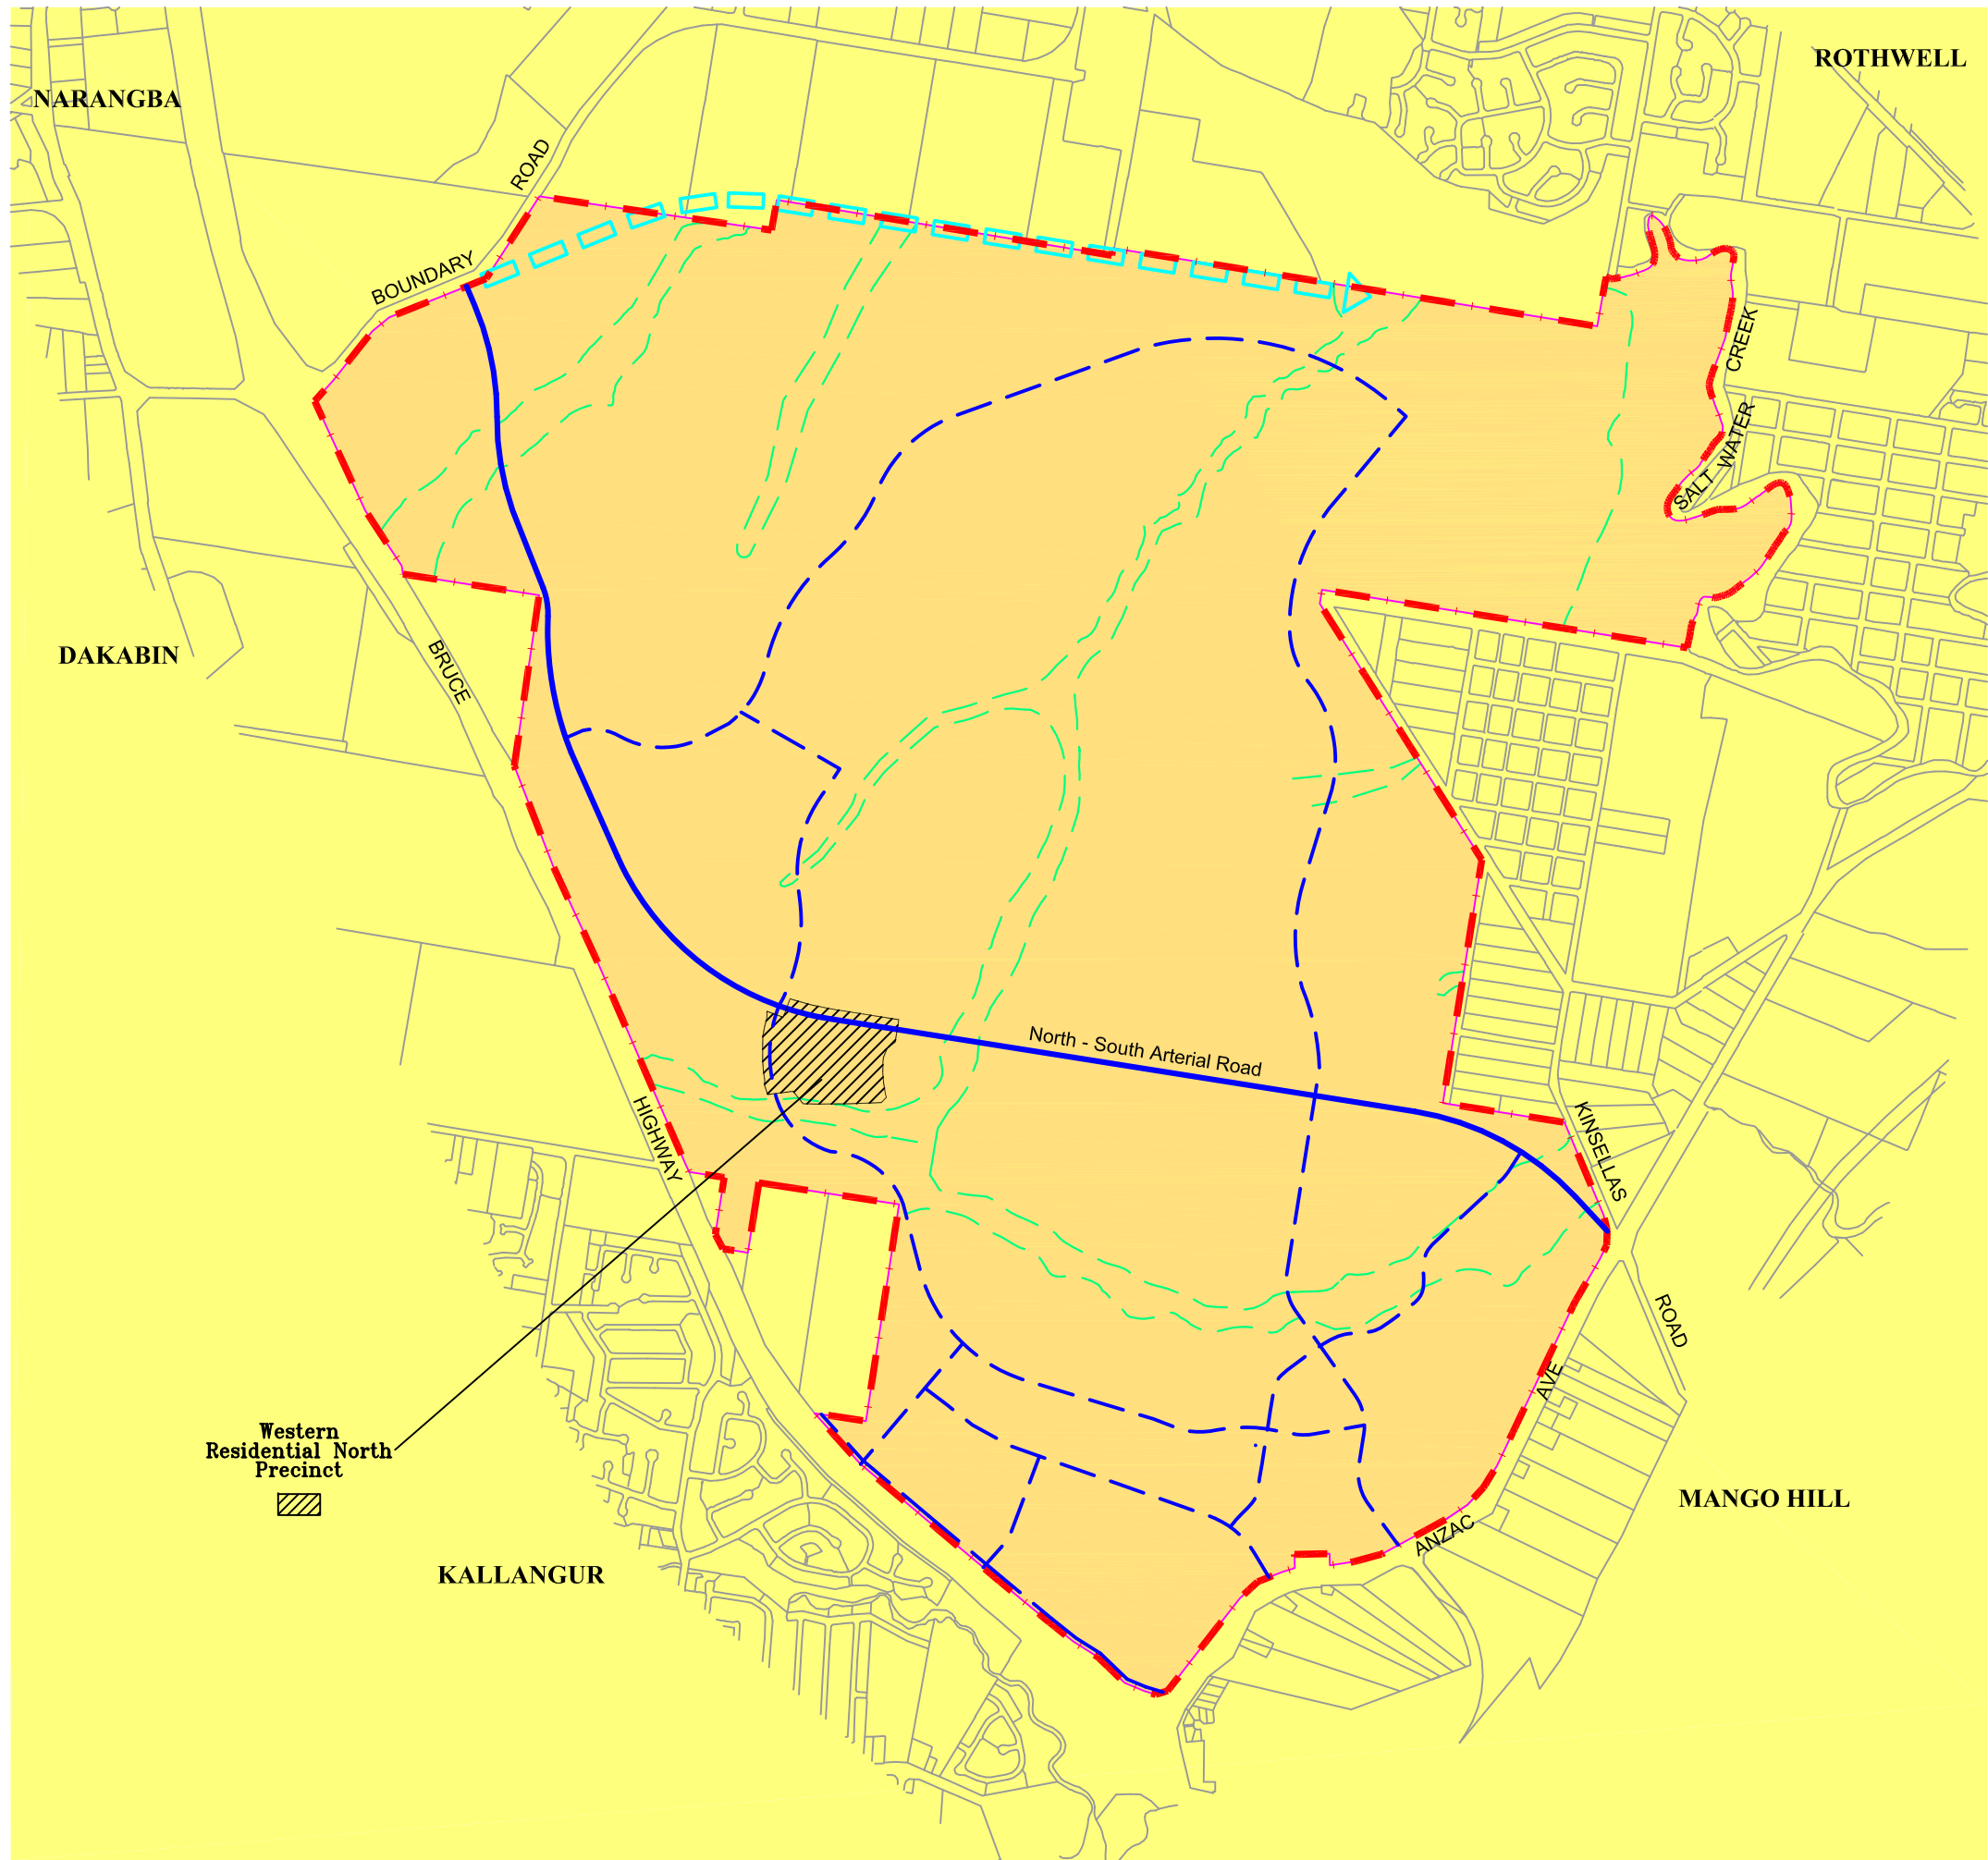 ROTHWELL
NARANGBA
ROAD
BOUNDARY
CREEK
SALT WATER
DAKABIN
BRUCE
North - South Arterial Road
HIGHWAY
KINSELLAS
ROAD
AVE
Western
Residential North
Precinct
MANGO HILL
ANZAC
KALLANGUR